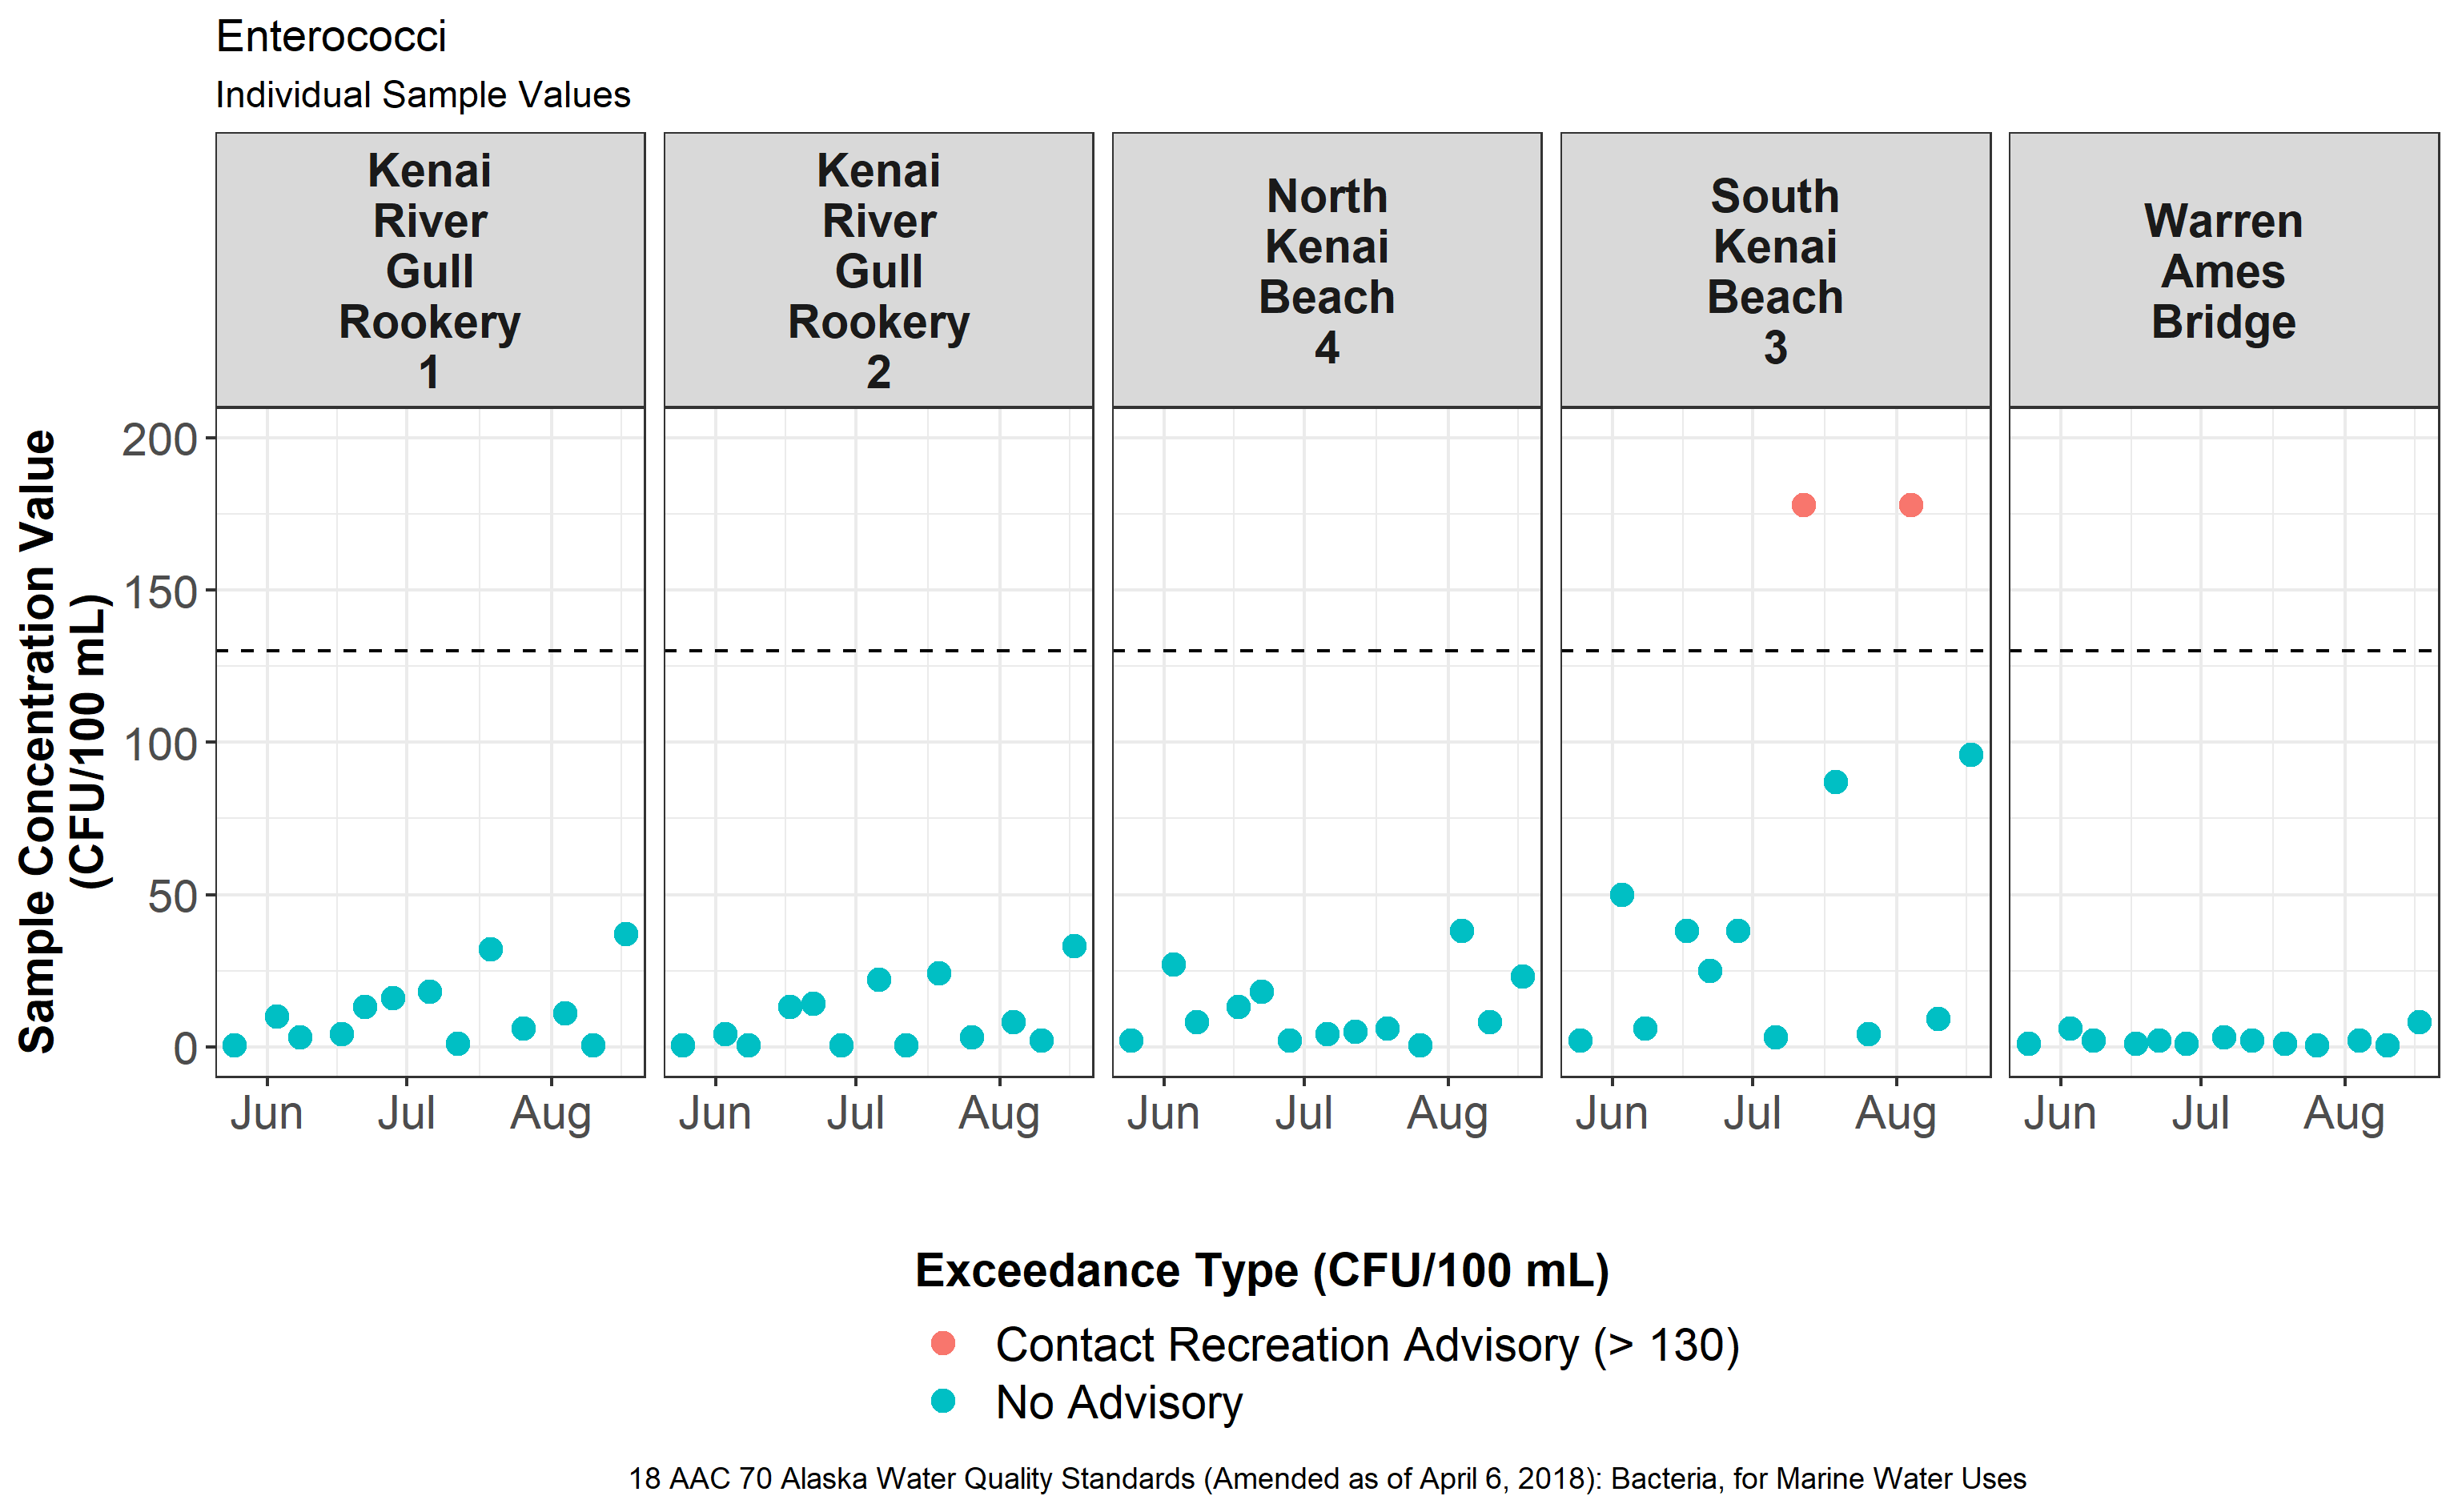 Enterococci
Individual Sample Values
Kenai
River
Gull
Rookery
1
Kenai
River
Gull
Rookery
2
North
Kenai
Beach
4
South
Kenai
Beach
3
Warren
Ames
Bridge
Sample Concentration Value
(CFU/100 mL)
200
150
100
50
0
Jun Jul Aug
Jun Jul Aug
Jun Jul Aug
Jun Jul Aug
Jun Jul Aug
Exceedance Type (CFU/100 mL)
Contact Recreation Advisory (> 130)
No Advisory
18 AAC 70 Alaska Water Quality Standards (Amended as of April 6, 2018): Bacteria, for Marine Water Uses